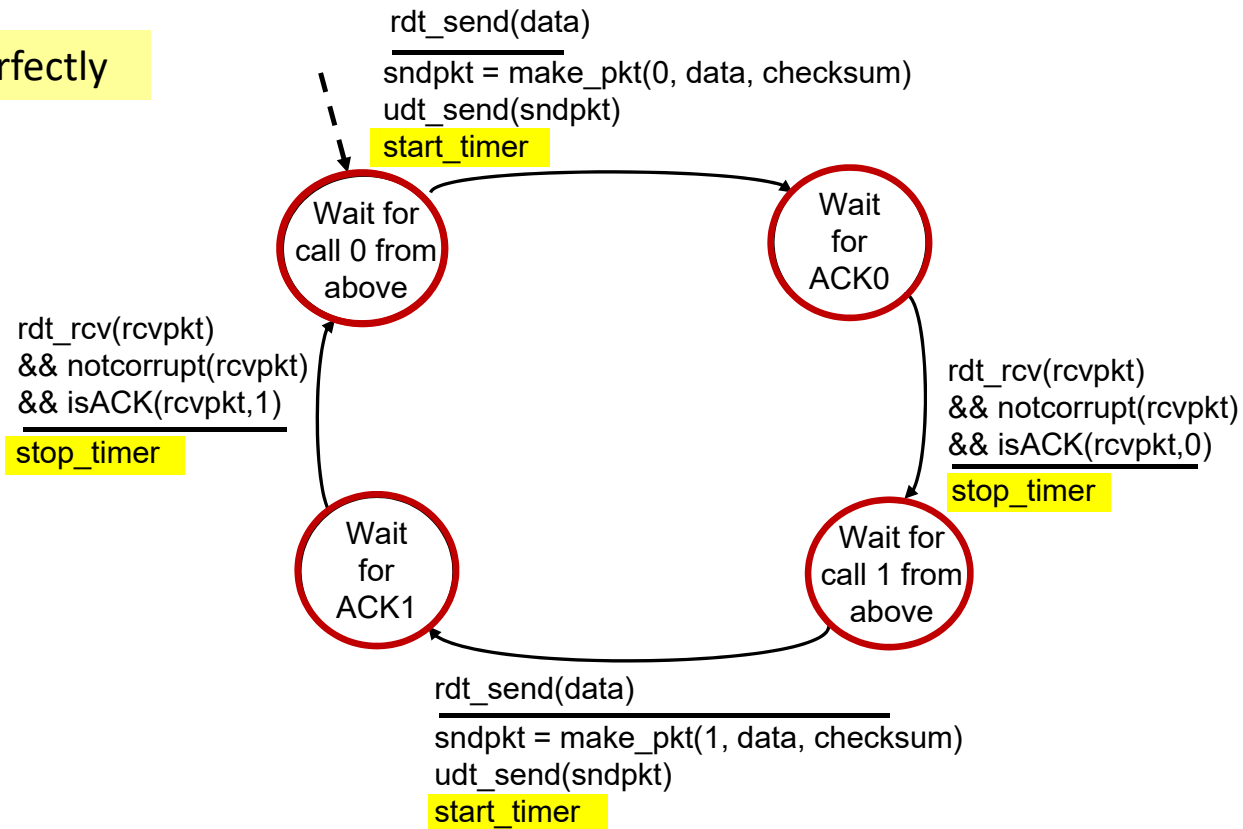 rfectly
rdt_send(data)
sndpkt = make_pkt(0, data, checksum)
udt_send(sndpkt)
start_timer
Wait for
call 0 from
above
Wait
for
ACK0
rdt_rcv(rcvpkt)
&& notcorrupt(rcvpkt)
&& isACK(rcvpkt,1)
stop_timer
rdt_rcv(rcvpkt)
&& notcorrupt(rcvpkt)
&& isACK(rcvpkt,0)
stop_timer
Wait
for
ACK1
Wait for
call 1 from
above
rdt_send(data)
sndpkt = make_pkt(1, data, checksum)
udt_send(sndpkt)
start_timer